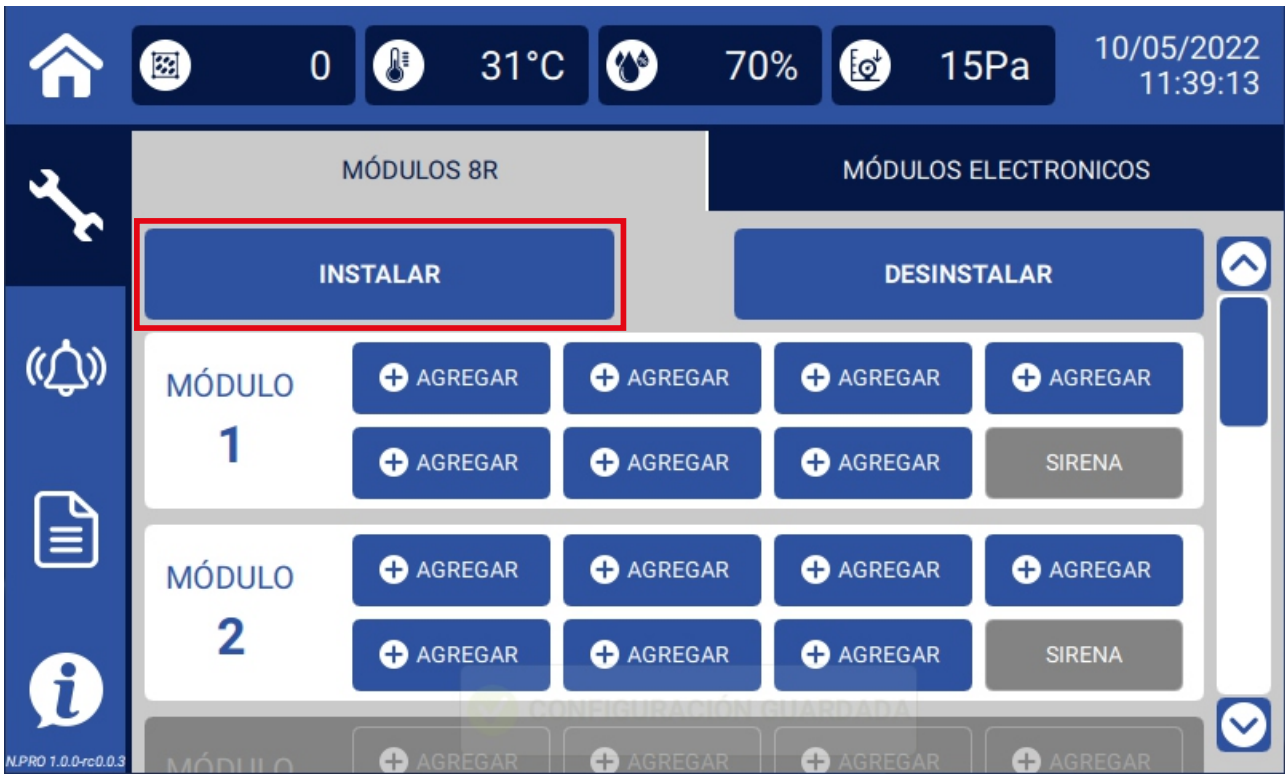 0 31°C 70% 15Pa 10/05/2022
11:39:13
MÓDULOS 8R MÓDULOS ELECTRONICOS
INSTALAR DESINSTALAR
MÓDULO
1
AGREGAR AGREGAR AGREGAR AGREGAR
AGREGAR AGREGAR AGREGAR SIRENA
MÓDULO
2
AGREGAR AGREGAR AGREGAR AGREGAR
AGREGAR AGREGAR AGREGAR SIRENA
CONFIGURACIÓN GUARDADA
MÓDULO AGREGAR AGREGAR AGREGAR AGREGAR
N.PRO 1.0.0-rc0.0.3